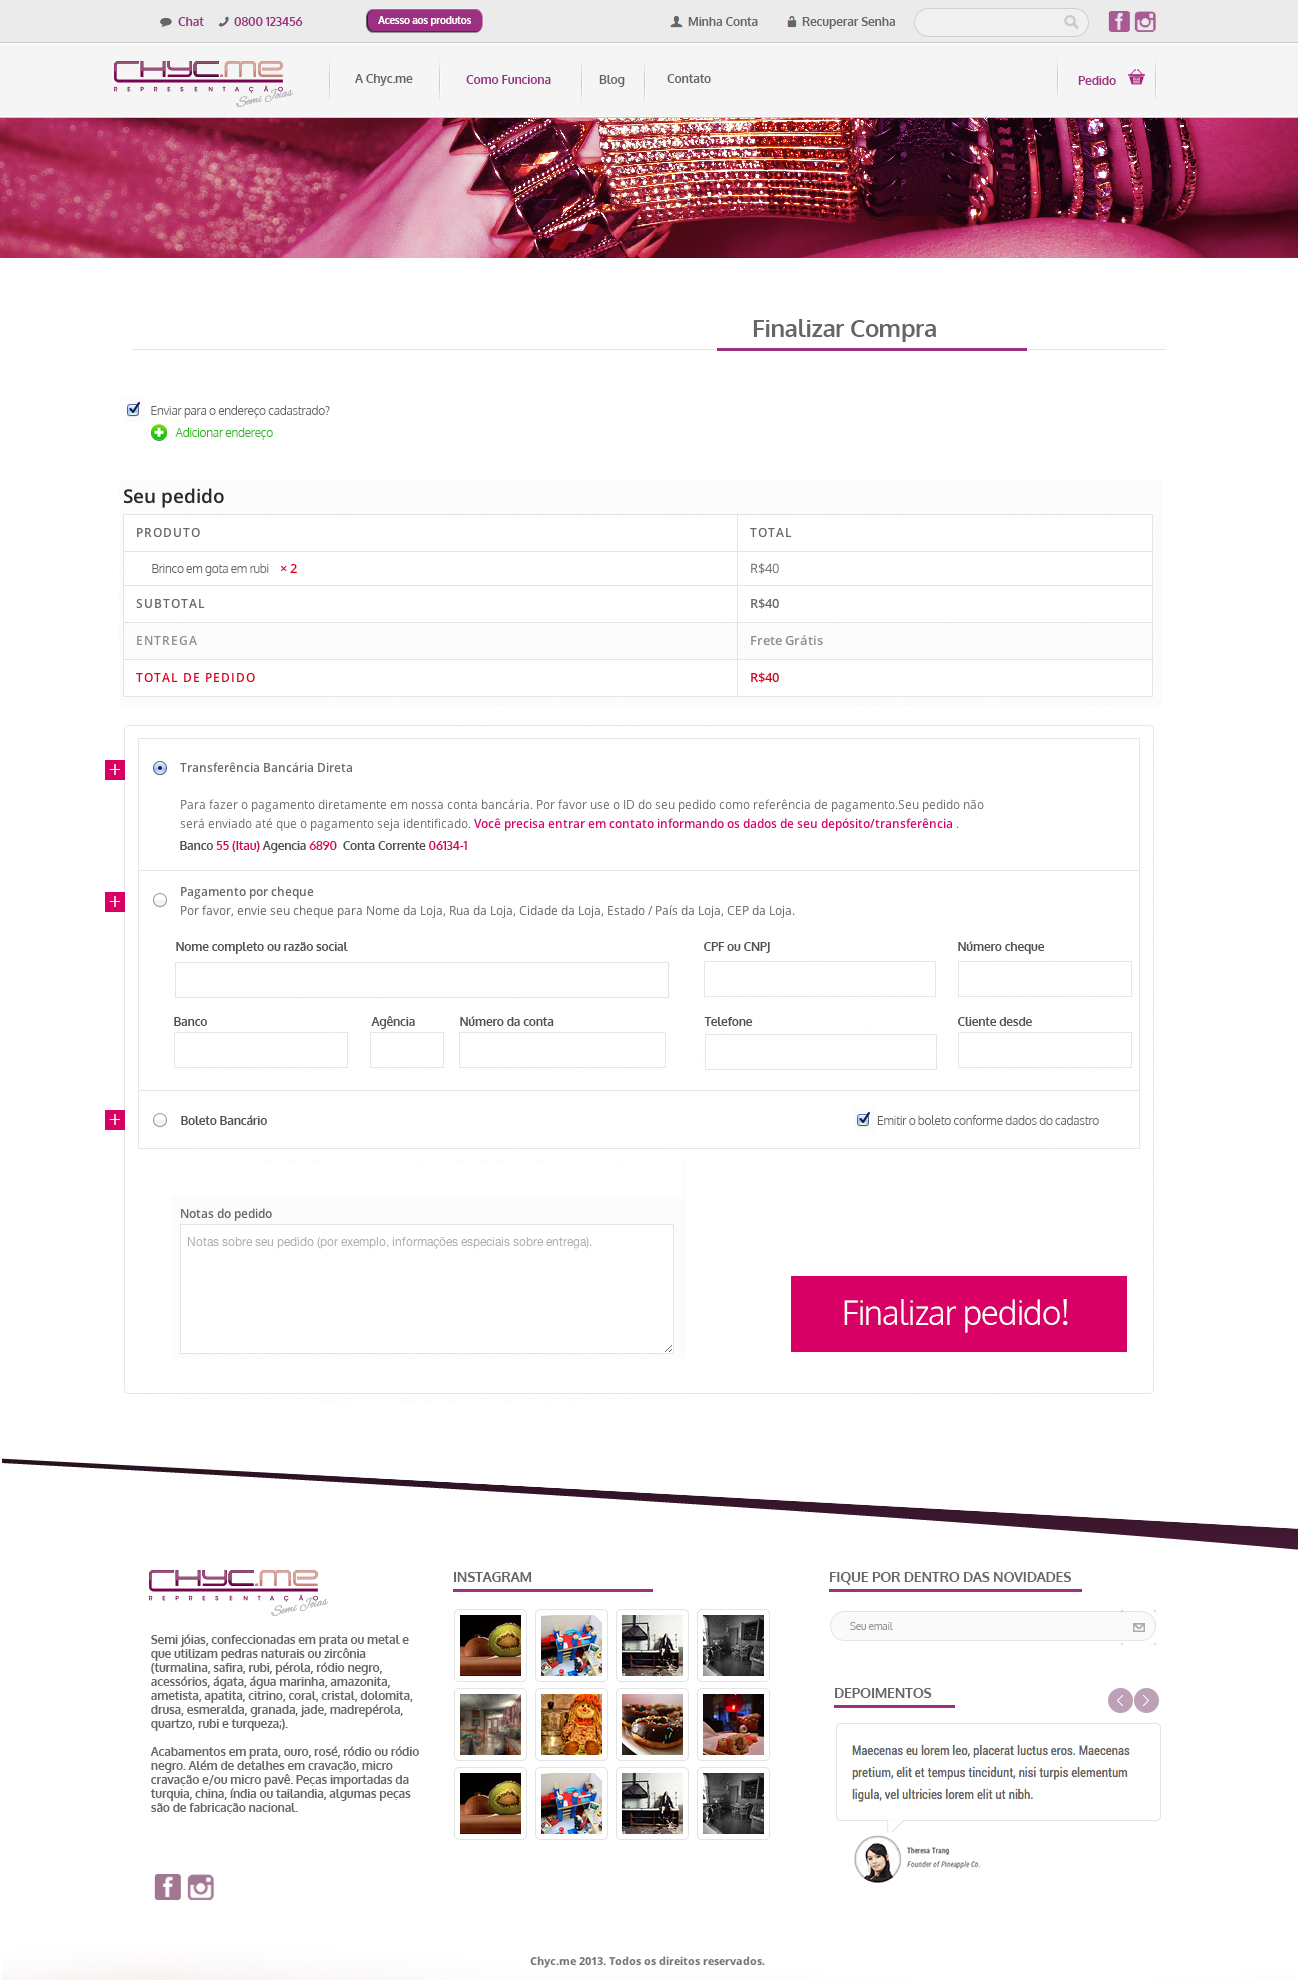 Chat 0800 123456 Acesso aos produtos Minha Conta Recuperar Senha
CHYC.ME
REPRESENTAÇÃO
Semi Joias
A Chyc.me Como Funciona Blog Contato Pedido
Finalizar Compra
Enviar para o endereço cadastrado?
Adicionar endereço
Seu pedido
PRODUTO TOTAL
Brinco em gota em rubi × 2 R$40
SUBTOTAL R$40
ENTREGA Frete Grátis
TOTAL DE PEDIDO R$40
Transferência Bancária Direta
Para fazer o pagamento diretamente em nossa conta bancária. Por favor use o ID do seu pedido como referência de pagamento.Seu pedido não
será enviado até que o pagamento seja identificado. Você precisa entrar em contato informando os dados de seu depósito/transferência .
Banco 55 (Itau) Agencia 6890 Conta Corrente 06134-1
Pagamento por cheque
Por favor, envie seu cheque para Nome da Loja, Rua da Loja, Cidade da Loja, Estado / País da Loja, CEP da Loja.
Nome completo ou razão social CPF ou CNPJ Número cheque
Banco Agência Número da conta Telefone Cliente desde
Boleto Bancário Emitir o boleto conforme dados do cadastro
Notas do pedido
Notas sobre seu pedido (por exemplo, informações especiais sobre entrega).
Finalizar pedido!
CHYC.ME
REPRESENTAÇÃO
Semi Joias
Semi jóias, confeccionadas em prata ou metal e
que utilizam pedras naturais ou zircônia
(turmalina, safira, rubi, pérola, ródio negro,
acessórios, ágata, água marinha, amazonita,
ametista, apatita, citrino, coral, cristal, dolomita,
drusa, esmeralda, granada, jade, madrepérola,
quartzo, rubi e turqueza;).
Acabamentos em prata, ouro, rosé, ródio ou ródio
negro. Além de detalhes em cravação, micro
cravação e/ou micro pavê. Peças importadas da
turquia, china, índia ou tailandia, algumas peças
são de fabricação nacional.
INSTAGRAM
FIQUE POR DENTRO DAS NOVIDADES
Seu email
DEPOIMENTOS
Maecenas eu lorem leo, placerat luctus eros. Maecenas
pretium, elit et tempus tincidunt, nisi turpis elementum
ligula, vel ultricies lorem elit ut nibh.
Theresa Trang
Founder of Pineapple Co.
Chyc.me 2013. Todos os direitos reservados.